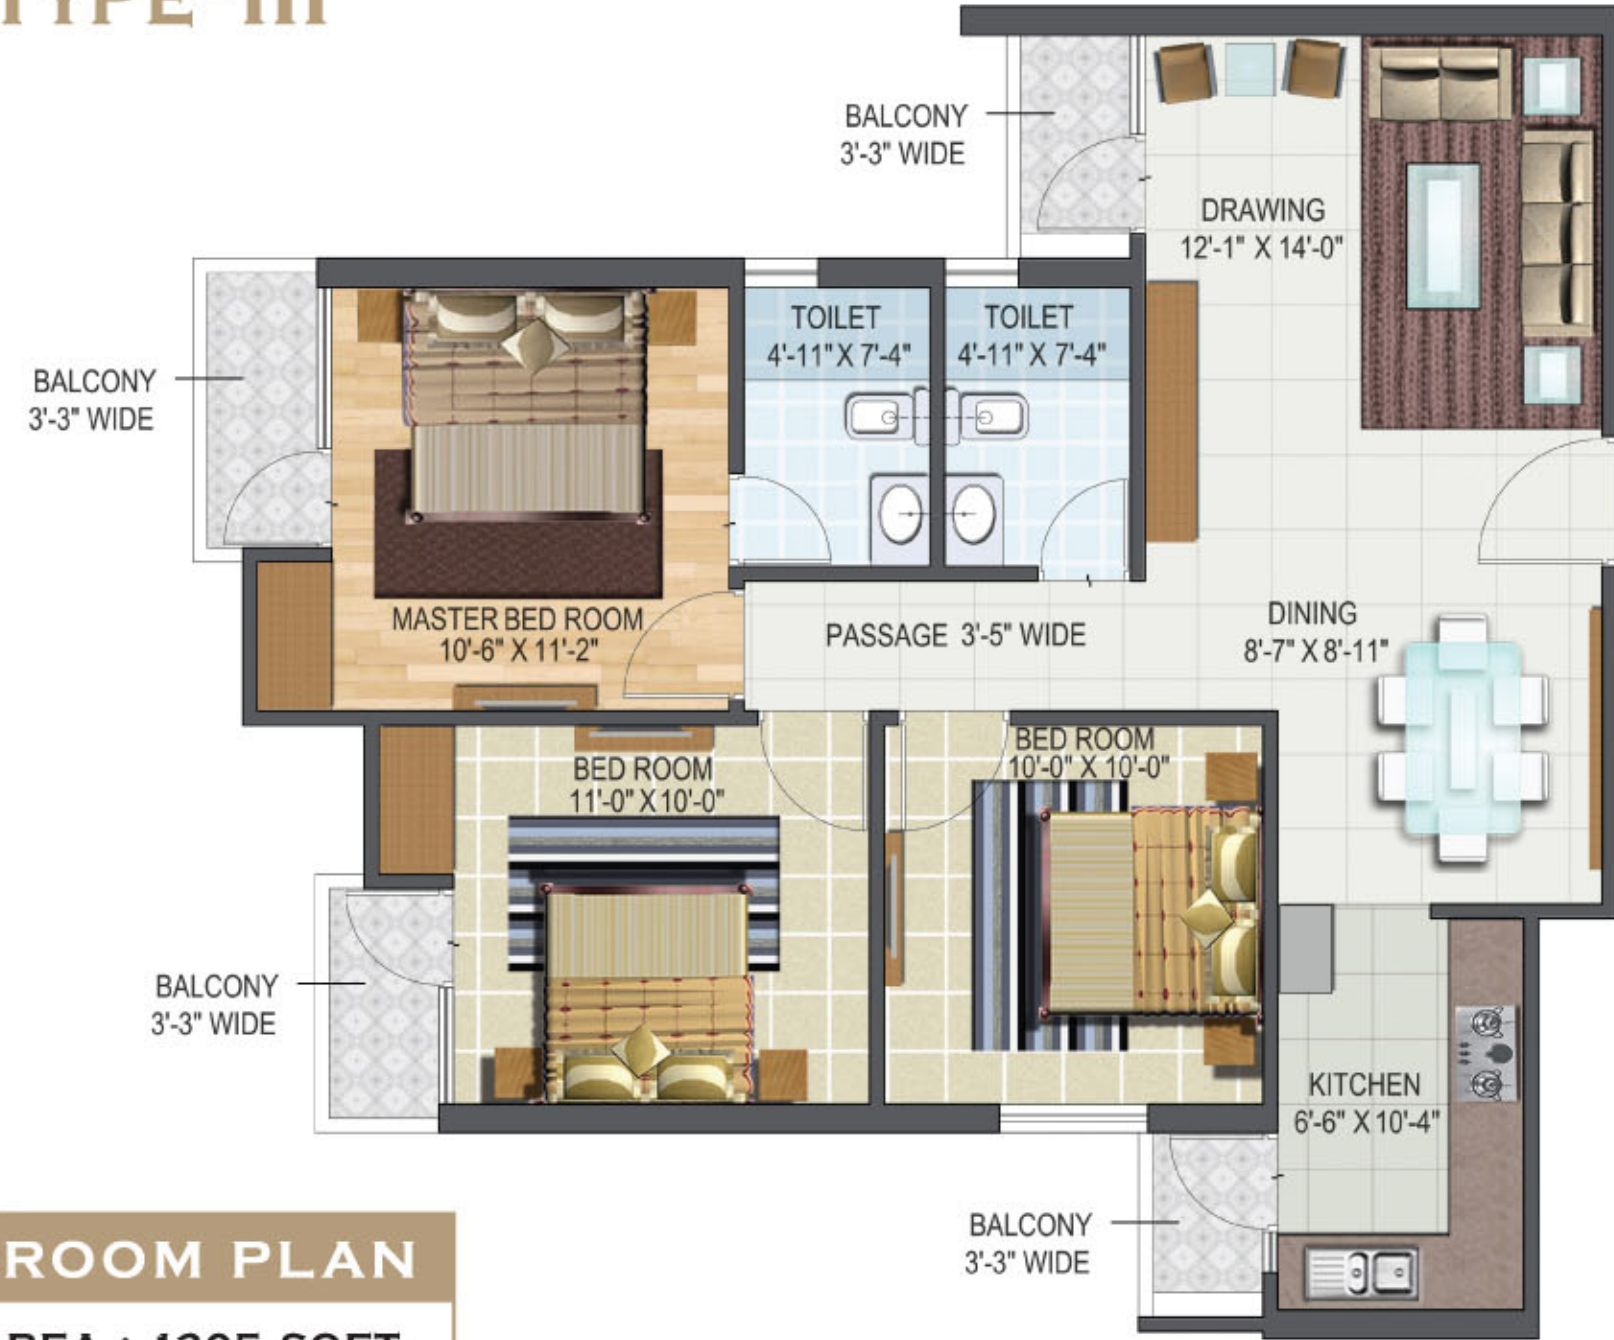 TYPE-III
BALCONY
3'-3" WIDE
DRAWING
12'-1" X 14'-0"
TOILET
4'-11" X 7'-4"
TOILET
4'-11" X 7'-4"
BALCONY
3'-3" WIDE
MASTER BED ROOM
10'-6" X 11'-2"
PASSAGE 3'-5" WIDE
DINING
8'-7" X 8'-11"
BED ROOM
11'-0" X 10'-0"
BED ROOM
10'-0" X 10'-0"
BALCONY
3'-3" WIDE
KITCHEN
6'-6" X 10'-4"
BALCONY
3'-3" WIDE
ROOM PLAN